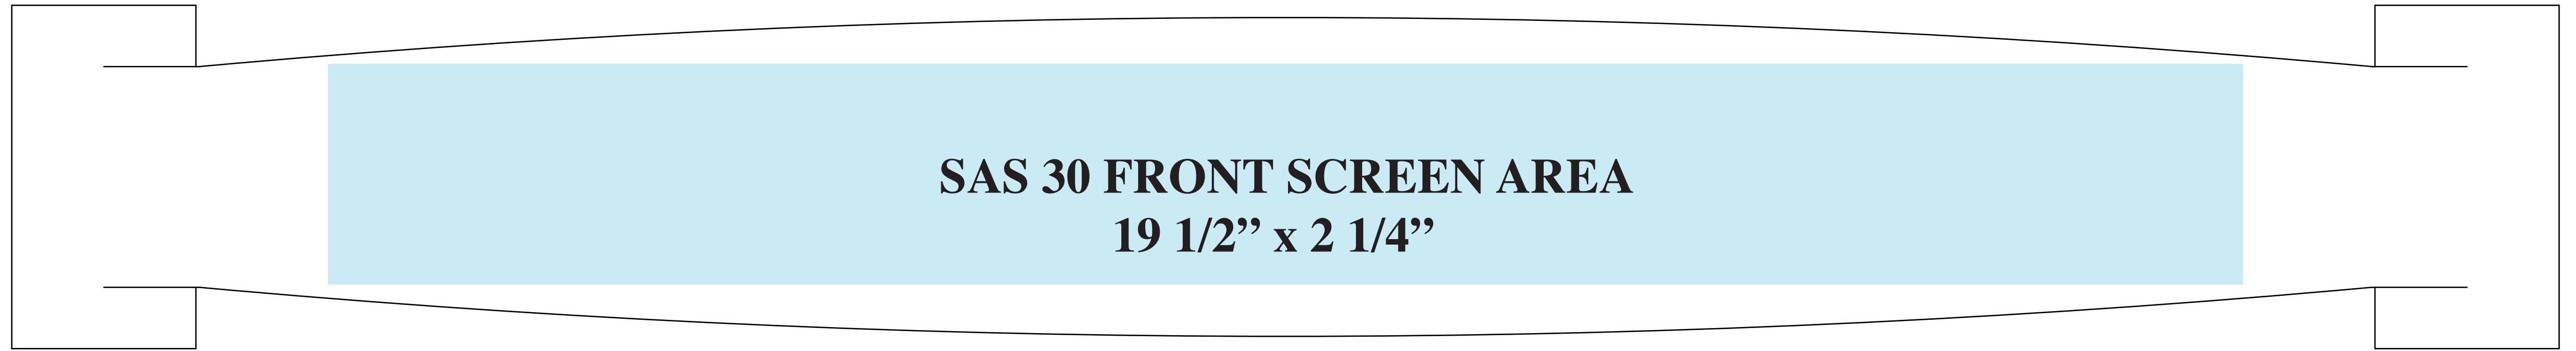 SAS 30 FRONT SCREEN AREA
19 1/2” x 2 1/4”